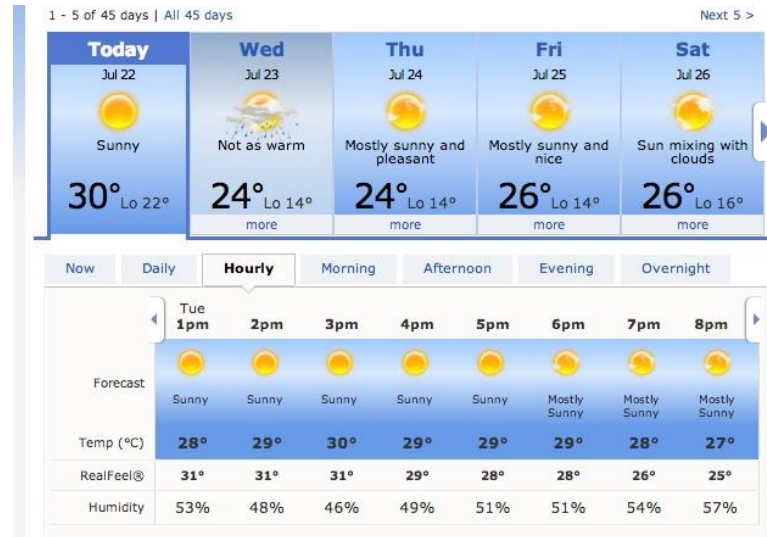 1 - 5 of 45 days | All 45 days Next 5 >
Today Wed Thu Fri Sat
Jul 22 Jul 23 Jul 24 Jul 25 Jul 26
Sunny Not as warm Mostly sunny and pleasant Mostly sunny and nice Sun mixing with clouds
30° Lo 22° 24° Lo 14° 24° Lo 14° 26° Lo 14° 26° Lo 16°
more more more more
Now Daily Hourly Morning Afternoon Evening Overnight
Tue
1pm 2pm 3pm 4pm 5pm 6pm 7pm 8pm
Forecast
Sunny Sunny Sunny Sunny Sunny Mostly Sunny Mostly Sunny Mostly Sunny
Temp (°C) 28° 29° 30° 29° 29° 29° 28° 27°
RealFeel® 31° 31° 31° 29° 28° 28° 26° 25°
Humidity 53% 48% 46% 49% 51% 51% 54% 57%